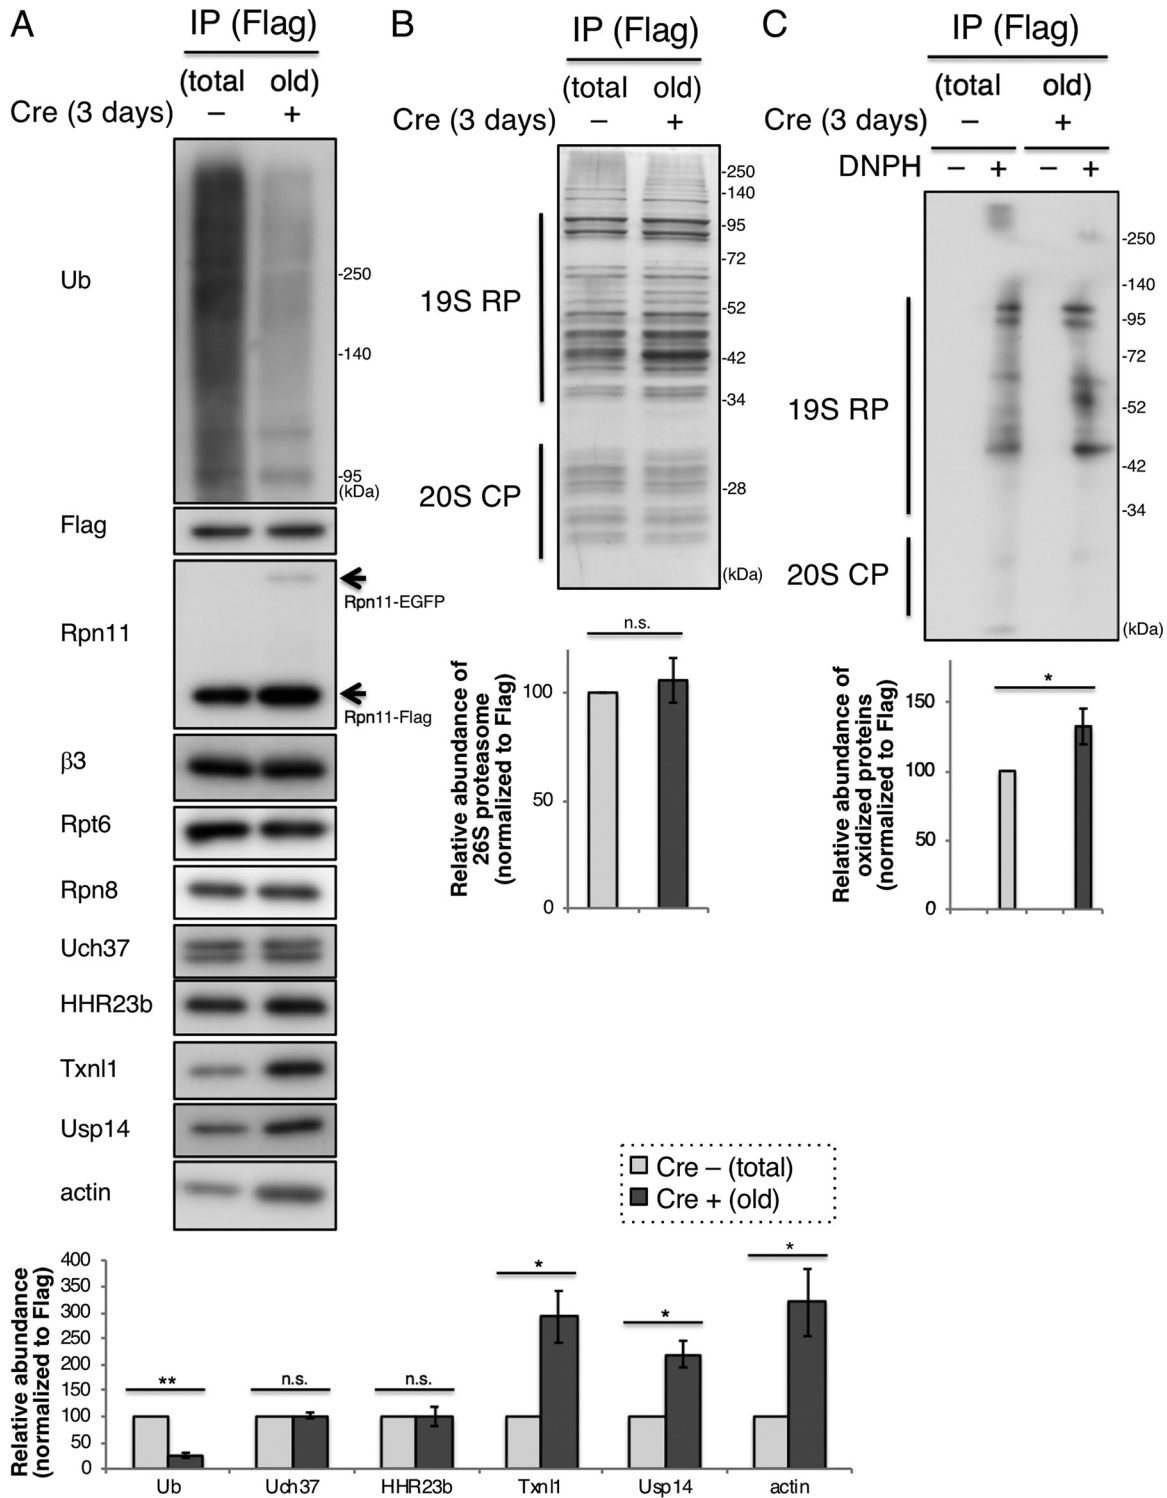 A
IP (Flag)
(total old)
Cre (3 days) – +
Ub
-250
-140
-95
(kDa)
Flag
Rpn11
Rpn11-EGFP
Rpn11-Flag
β3
Rpt6
Rpn8
Uch37
HHR23b
Txnl1
Usp14
actin
B
IP (Flag)
(total old)
Cre (3 days) – +
19S RP
20S CP
-250
-140
-95
-72
-52
-42
-34
-28
(kDa)
n.s.
Relative abundance of
26S proteasome
(normalized to Flag)
100
50
0
C
IP (Flag)
(total old)
Cre (3 days) – +
DNPH – + – +
19S RP
20S CP
-250
-140
-95
-72
-52
-42
-34
(kDa)
*
Relative abundance of
oxidized proteins
(normalized to Flag)
150
100
50
0
Cre – (total)
Cre + (old)
Relative abundance
(normalized to Flag)
400
350
300
250
200
150
100
50
0
** n.s. n.s. * * *
Ub Uch37 HHR23b Txnl1 Usp14 actin